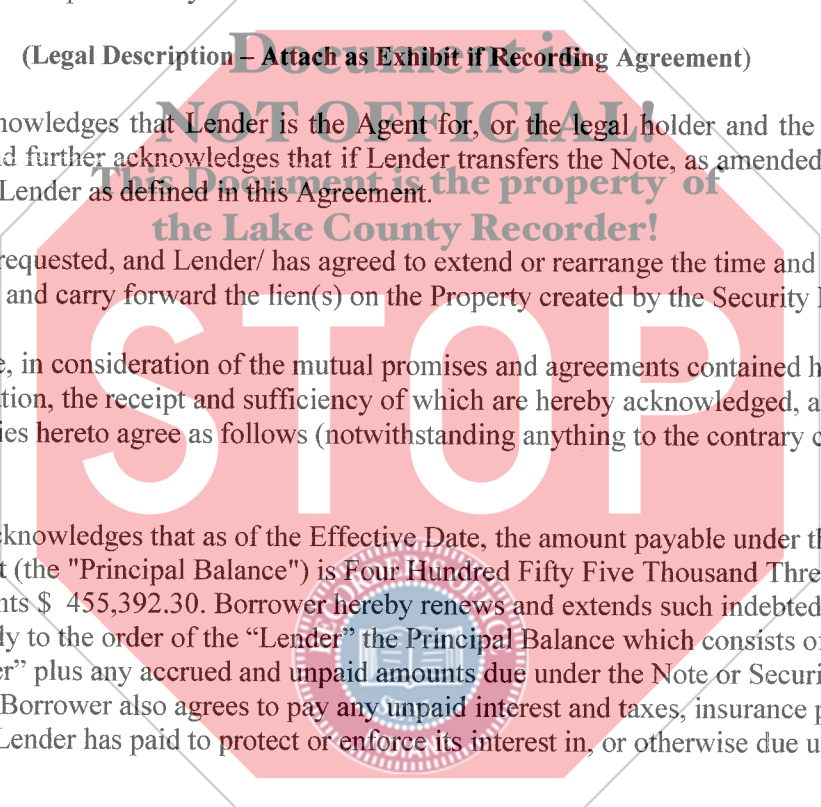 (Legal Description – Attach as Exhibit if Recording Agreement)
Document is
NOT OFFICIAL!
This Document is the property of
the Lake County Recorder!
nowledges that Lender is the Agent for, or the legal holder and the
d further acknowledges that if Lender transfers the Note, as amended
Lender as defined in this Agreement.
requested, and Lender/ has agreed to extend or rearrange the time and
and carry forward the lien(s) on the Property created by the Security
STOP
e, in consideration of the mutual promises and agreements contained h
tion, the receipt and sufficiency of which are hereby acknowledged, a
ies hereto agree as follows (notwithstanding anything to the contrary c
cknowledges that as of the Effective Date, the amount payable under th
t (the "Principal Balance") is Four Hundred Fifty Five Thousand Thre
nts $ 455,392.30. Borrower hereby renews and extends such indebted
ly to the order of the “Lender” the Principal Balance which consists o
er” plus any accrued and unpaid amounts due under the Note or Securi
Borrower also agrees to pay any unpaid interest and taxes, insurance p
Lender has paid to protect or enforce its interest in, or otherwise due u